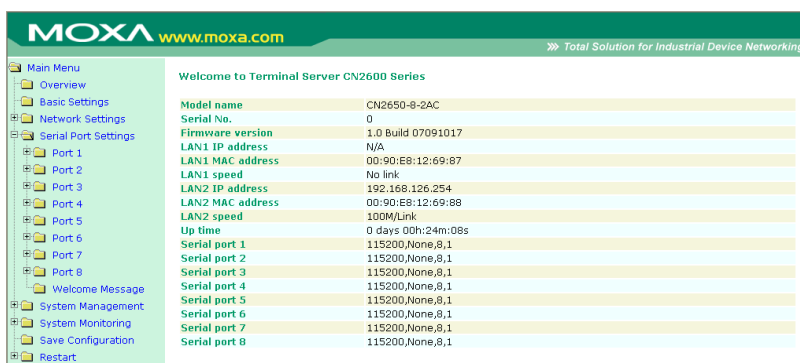 MOXA www.moxa.com
Total Solution for Industrial Device Networking
Main Menu
Overview
Basic Settings
Network Settings
Serial Port Settings
Port 1
Port 2
Port 3
Port 4
Port 5
Port 6
Port 7
Port 8
Welcome Message
System Management
System Monitoring
Save Configuration
Restart
Welcome to Terminal Server CN2600 Series
Model name CN2650-8-2AC
Serial No. 0
Firmware version 1.0 Build 07091017
LAN1 IP address N/A
LAN1 MAC address 00:90:E8:12:69:87
LAN1 speed No link
LAN2 IP address 192.168.126.254
LAN2 MAC address 00:90:E8:12:69:88
LAN2 speed 100M/Link
Up time 0 days 00h:24m:08s
Serial port 1 115200,None,8,1
Serial port 2 115200,None,8,1
Serial port 3 115200,None,8,1
Serial port 4 115200,None,8,1
Serial port 5 115200,None,8,1
Serial port 6 115200,None,8,1
Serial port 7 115200,None,8,1
Serial port 8 115200,None,8,1